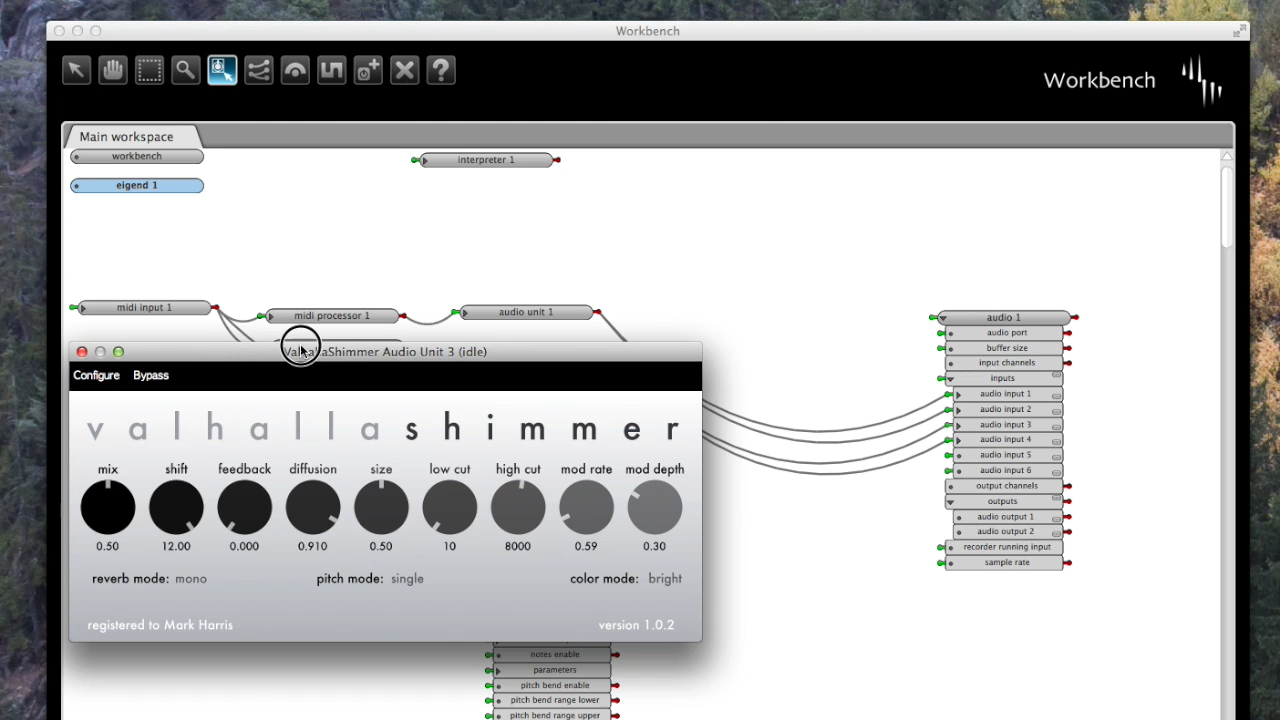 Workbench
Workbench
Main workspace
workbench
interpreter 1
eigend 1
midi input 1
midi processor 1
audio unit 1
audio 1
audio port
buffer size
input channels
inputs
audio input 1
audio input 2
audio input 3
audio input 4
audio input 5
audio input 6
output channels
outputs
audio output 1
audio output 2
recorder running input
sample rate
ValhallaShimmer Audio Unit 3 (idle)
Configure Bypass
valhallashimmer
mix shift feedback diffusion size low cut high cut mod rate mod depth
0.50 12.00 0.000 0.910 0.50 10 8000 0.59 0.30
reverb mode: mono pitch mode: single color mode: bright
registered to Mark Harris version 1.0.2
notes enable
parameters
pitch bend enable
pitch bend range lower
pitch bend range upper